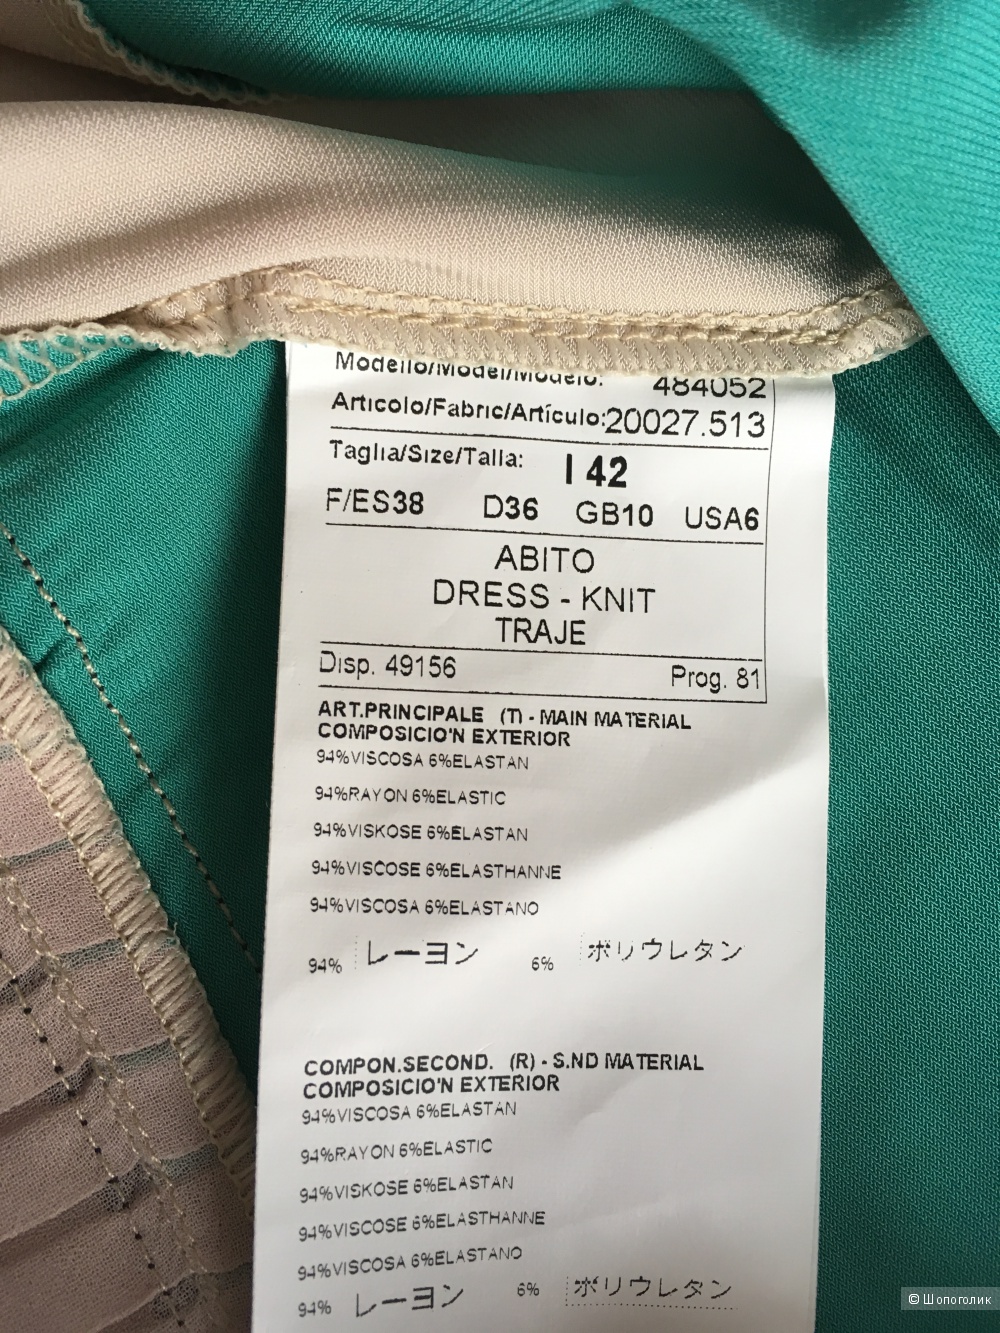 Modello/Model/Modelo: 484052
Articolo/Fabric/Artículo:20027.513
Taglia/Size/Talla: I 42
F/ES38 D36 GB10 USA6
ABITO
DRESS - KNIT
TRAJE
Disp. 49156 Prog. 81
ART.PRINCIPALE (T) - MAIN MATERIAL
COMPOSICIO'N EXTERIOR
94%VISCOSA 6%ELASTAN
94%RAYON 6%ELASTIC
94%VISKOSE 6%ELASTAN
94%VISCOSE 6%ELASTHANNE
94%VISCOSA 6%ELASTANO
94% レーヨン 6% ポリウレタン
COMPON.SECOND. (R) - S.ND MATERIAL
COMPOSICIO'N EXTERIOR
94%VISCOSA 6%ELASTAN
94%RAYON 6%ELASTIC
94%VISKOSE 6%ELASTAN
94%VISCOSE 6%ELASTHANNE
94%VISCOSA 6%ELASTANO
94% レーヨン 6% ポリウレタン
© Шопоголик